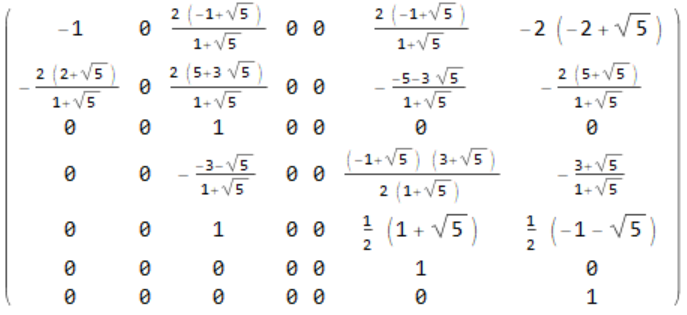 -1 0 2 (-1+√5)/1+√5 0 0 2 (-1+√5)/1+√5 -2 (-2 + √5)
- 2 (2+√5)/1+√5 0 2 (5+3 √5)/1+√5 0 0 - -5-3 √5/1+√5 - 2 (5+√5)/1+√5
0 0 1 0 0 0 0
0 0 - -3-√5/1+√5 0 0 (-1+√5) (3+√5)/2 (1+√5) - 3+√5/1+√5
0 0 1 0 0 1/2 (1 + √5) 1/2 (-1 - √5)
0 0 0 0 0 1 0
0 0 0 0 0 0 1